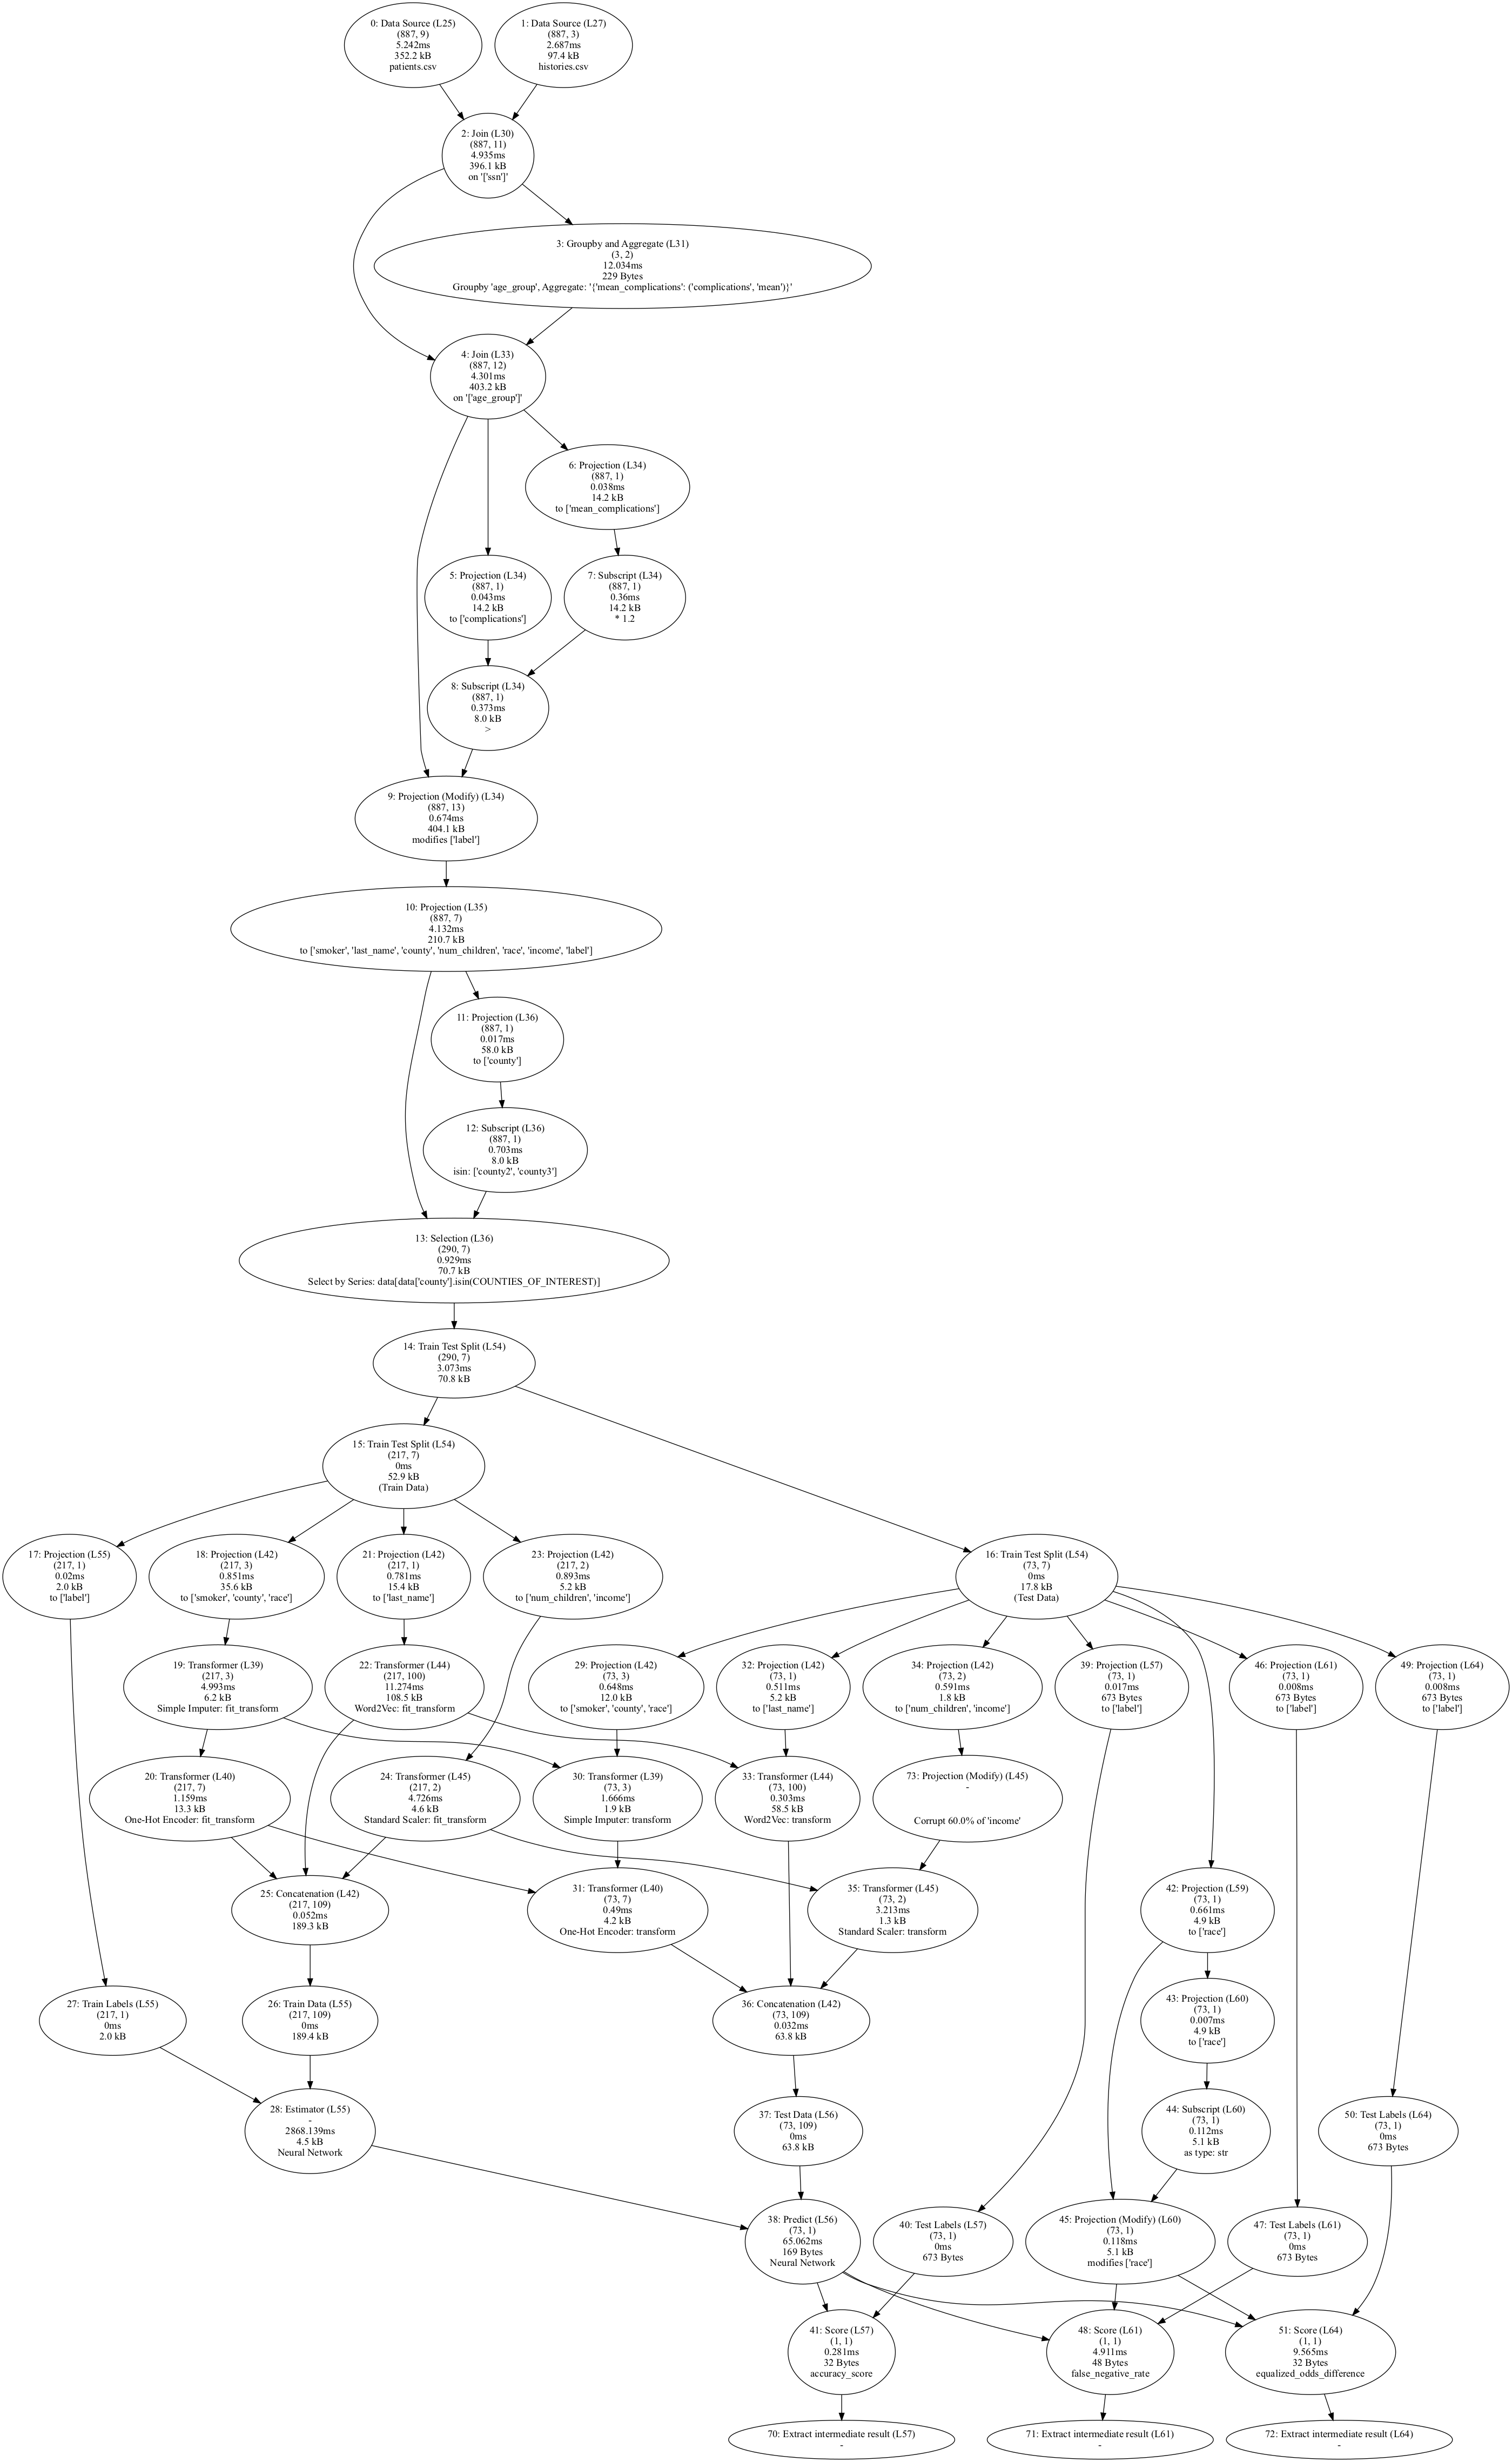 0: Data Source (L25)
(887, 9)
5.242ms
352.2 kB
patients.csv
1: Data Source (L27)
(887, 3)
2.687ms
97.4 kB
histories.csv
2: Join (L30)
(887, 11)
4.935ms
396.1 kB
on '['ssn']'
3: Groupby and Aggregate (L31)
(3, 2)
12.034ms
229 Bytes
Groupby 'age_group', Aggregate: '{'mean_complications': ('complications', 'mean')}'
4: Join (L33)
(887, 12)
4.301ms
403.2 kB
on '['age_group']'
6: Projection (L34)
(887, 1)
0.038ms
14.2 kB
to ['mean_complications']
5: Projection (L34)
(887, 1)
0.043ms
14.2 kB
to ['complications']
7: Subscript (L34)
(887, 1)
0.36ms
14.2 kB
* 1.2
8: Subscript (L34)
(887, 1)
0.373ms
8.0 kB
>
9: Projection (Modify) (L34)
(887, 13)
0.674ms
404.1 kB
modifies ['label']
10: Projection (L35)
(887, 7)
4.132ms
210.7 kB
to ['smoker', 'last_name', 'county', 'num_children', 'race', 'income', 'label']
11: Projection (L36)
(887, 1)
0.017ms
58.0 kB
to ['county']
12: Subscript (L36)
(887, 1)
0.703ms
8.0 kB
isin: ['county2', 'county3']
13: Selection (L36)
(290, 7)
0.929ms
70.7 kB
Select by Series: data[data['county'].isin(COUNTIES_OF_INTEREST)]
14: Train Test Split (L54)
(290, 7)
3.073ms
70.8 kB
15: Train Test Split (L54)
(217, 7)
0ms
52.9 kB
(Train Data)
17: Projection (L55)
(217, 1)
0.02ms
2.0 kB
to ['label']
18: Projection (L42)
(217, 3)
0.851ms
35.6 kB
to ['smoker', 'county', 'race']
21: Projection (L42)
(217, 1)
0.781ms
15.4 kB
to ['last_name']
23: Projection (L42)
(217, 2)
0.893ms
5.2 kB
to ['num_children', 'income']
16: Train Test Split (L54)
(73, 7)
0ms
17.8 kB
(Test Data)
19: Transformer (L39)
(217, 3)
4.993ms
6.2 kB
Simple Imputer: fit_transform
22: Transformer (L44)
(217, 100)
11.274ms
108.5 kB
Word2Vec: fit_transform
29: Projection (L42)
(73, 3)
0.648ms
12.0 kB
to ['smoker', 'county', 'race']
32: Projection (L42)
(73, 1)
0.511ms
5.2 kB
to ['last_name']
34: Projection (L42)
(73, 2)
0.591ms
1.8 kB
to ['num_children', 'income']
39: Projection (L57)
(73, 1)
0.017ms
673 Bytes
to ['label']
46: Projection (L61)
(73, 1)
0.008ms
673 Bytes
to ['label']
49: Projection (L64)
(73, 1)
0.008ms
673 Bytes
to ['label']
20: Transformer (L40)
(217, 7)
1.159ms
13.3 kB
One-Hot Encoder: fit_transform
24: Transformer (L45)
(217, 2)
4.726ms
4.6 kB
Standard Scaler: fit_transform
30: Transformer (L39)
(73, 3)
1.666ms
1.9 kB
Simple Imputer: transform
33: Transformer (L44)
(73, 100)
0.303ms
58.5 kB
Word2Vec: transform
73: Projection (Modify) (L45)
-
Corrupt 60.0% of 'income'
25: Concatenation (L42)
(217, 109)
0.052ms
189.3 kB
31: Transformer (L40)
(73, 7)
0.49ms
4.2 kB
One-Hot Encoder: transform
35: Transformer (L45)
(73, 2)
3.213ms
1.3 kB
Standard Scaler: transform
42: Projection (L59)
(73, 1)
0.661ms
4.9 kB
to ['race']
27: Train Labels (L55)
(217, 1)
0ms
2.0 kB
26: Train Data (L55)
(217, 109)
0ms
189.4 kB
36: Concatenation (L42)
(73, 109)
0.032ms
63.8 kB
43: Projection (L60)
(73, 1)
0.007ms
4.9 kB
to ['race']
28: Estimator (L55)
-
2868.139ms
4.5 kB
Neural Network
37: Test Data (L56)
(73, 109)
0ms
63.8 kB
44: Subscript (L60)
(73, 1)
0.112ms
5.1 kB
as type: str
50: Test Labels (L64)
(73, 1)
0ms
673 Bytes
38: Predict (L56)
(73, 1)
65.062ms
169 Bytes
Neural Network
40: Test Labels (L57)
(73, 1)
0ms
673 Bytes
45: Projection (Modify) (L60)
(73, 1)
0.118ms
5.1 kB
modifies ['race']
47: Test Labels (L61)
(73, 1)
0ms
673 Bytes
41: Score (L57)
(1, 1)
0.281ms
32 Bytes
accuracy_score
48: Score (L61)
(1, 1)
4.911ms
48 Bytes
false_negative_rate
51: Score (L64)
(1, 1)
9.565ms
32 Bytes
equalized_odds_difference
70: Extract intermediate result (L57)
-
71: Extract intermediate result (L61)
-
72: Extract intermediate result (L64)
-